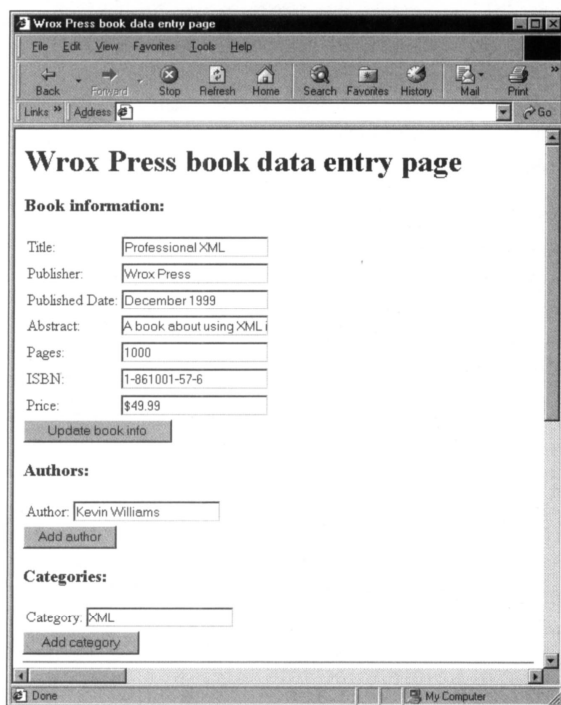 Wrox Press book data entry page
File Edit View Favorites Tools Help
Back Forward Stop Refresh Home Search Favorites History Mail Print »
Links » Address Go
Wrox Press book data entry page
Book information:
Title: Professional XML
Publisher: Wrox Press
Published Date: December 1999
Abstract: A book about using XML i
Pages: 1000
ISBN: 1-861001-57-6
Price: $49.99
Update book info
Authors:
Author: Kevin Williams
Add author
Categories:
Category: XML
Add category
Done My Computer